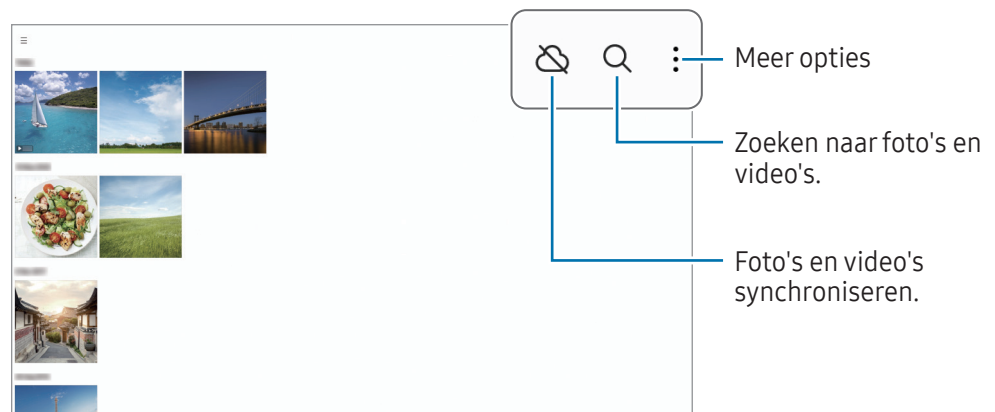 Meer opties
Zoeken naar foto's en
video's.
Foto's en video's
synchroniseren.